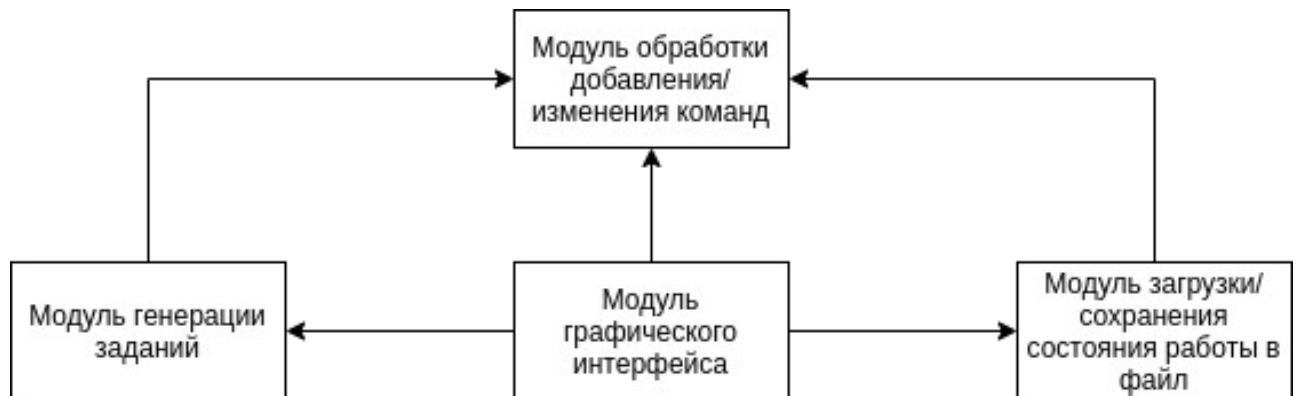 Модуль обработки
добавления/
изменения команд
Модуль генерации
заданий
Модуль
графического
интерфейса
Модуль загрузки/
сохранения
состояния работы в
файл